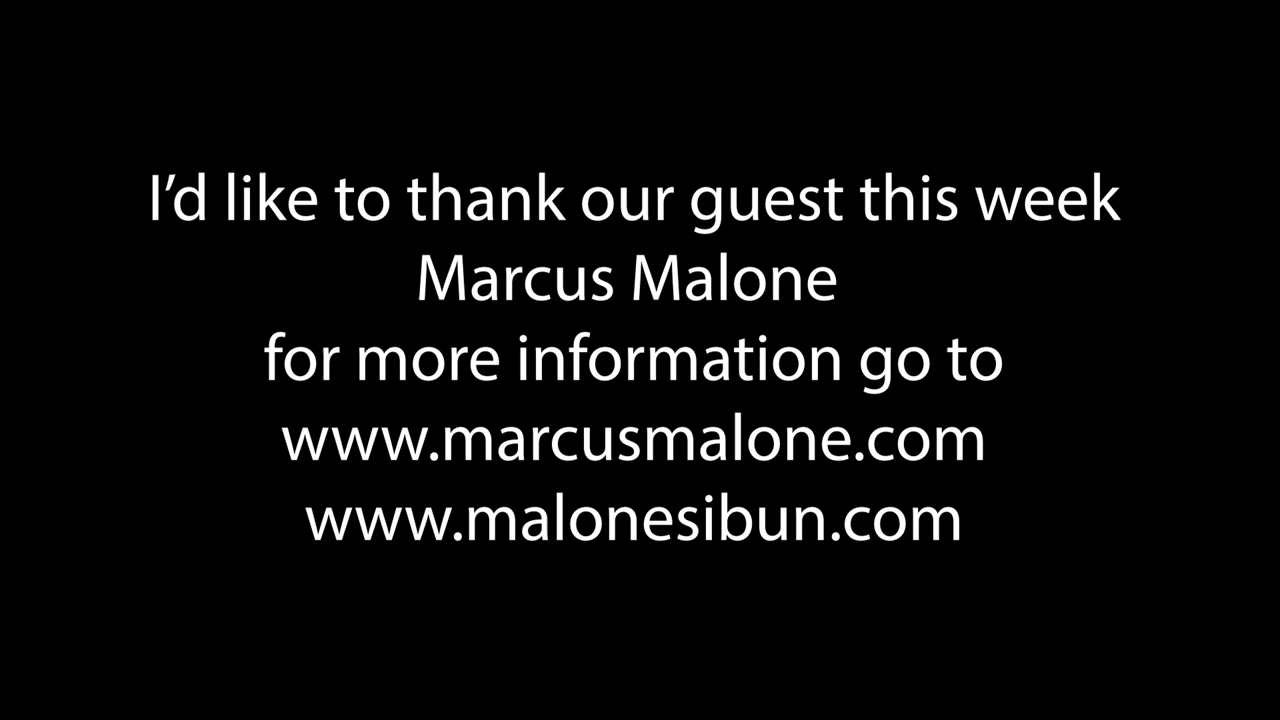 I’d like to thank our guest this week
Marcus Malone
for more information go to
www.marcusmalone.com
www.malonesibun.com